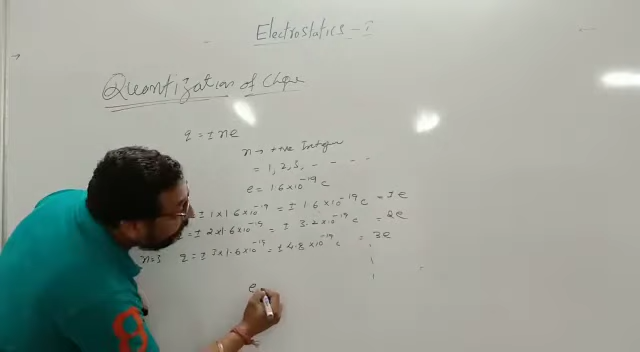 Electrostatics - I
Quantization of Charge
q = ± ne
n → +ve Integer
= 1, 2, 3, - - - -
e = 1.6 × 10⁻¹⁹ C
± 1 × 1.6 × 10⁻¹⁹ = ± 1.6 × 10⁻¹⁹ C = 1e
= ± 2 × 1.6 × 10⁻¹⁹ = ± 3.2 × 10⁻¹⁹ C = 2e
n=3 q = ± 3 × 1.6 × 10⁻¹⁹ = ± 4.8 × 10⁻¹⁹ C = 3e
e